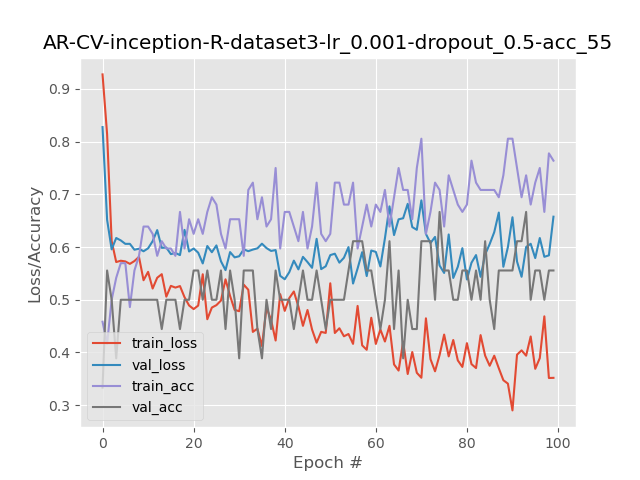 AR-CV-inception-R-dataset3-lr_0.001-dropout_0.5-acc_55
Loss/Accuracy
0.9
0.8
0.7
0.6
0.5
0.4
0.3
train_loss
val_loss
train_acc
val_acc
0 20 40 60 80 100
Epoch #